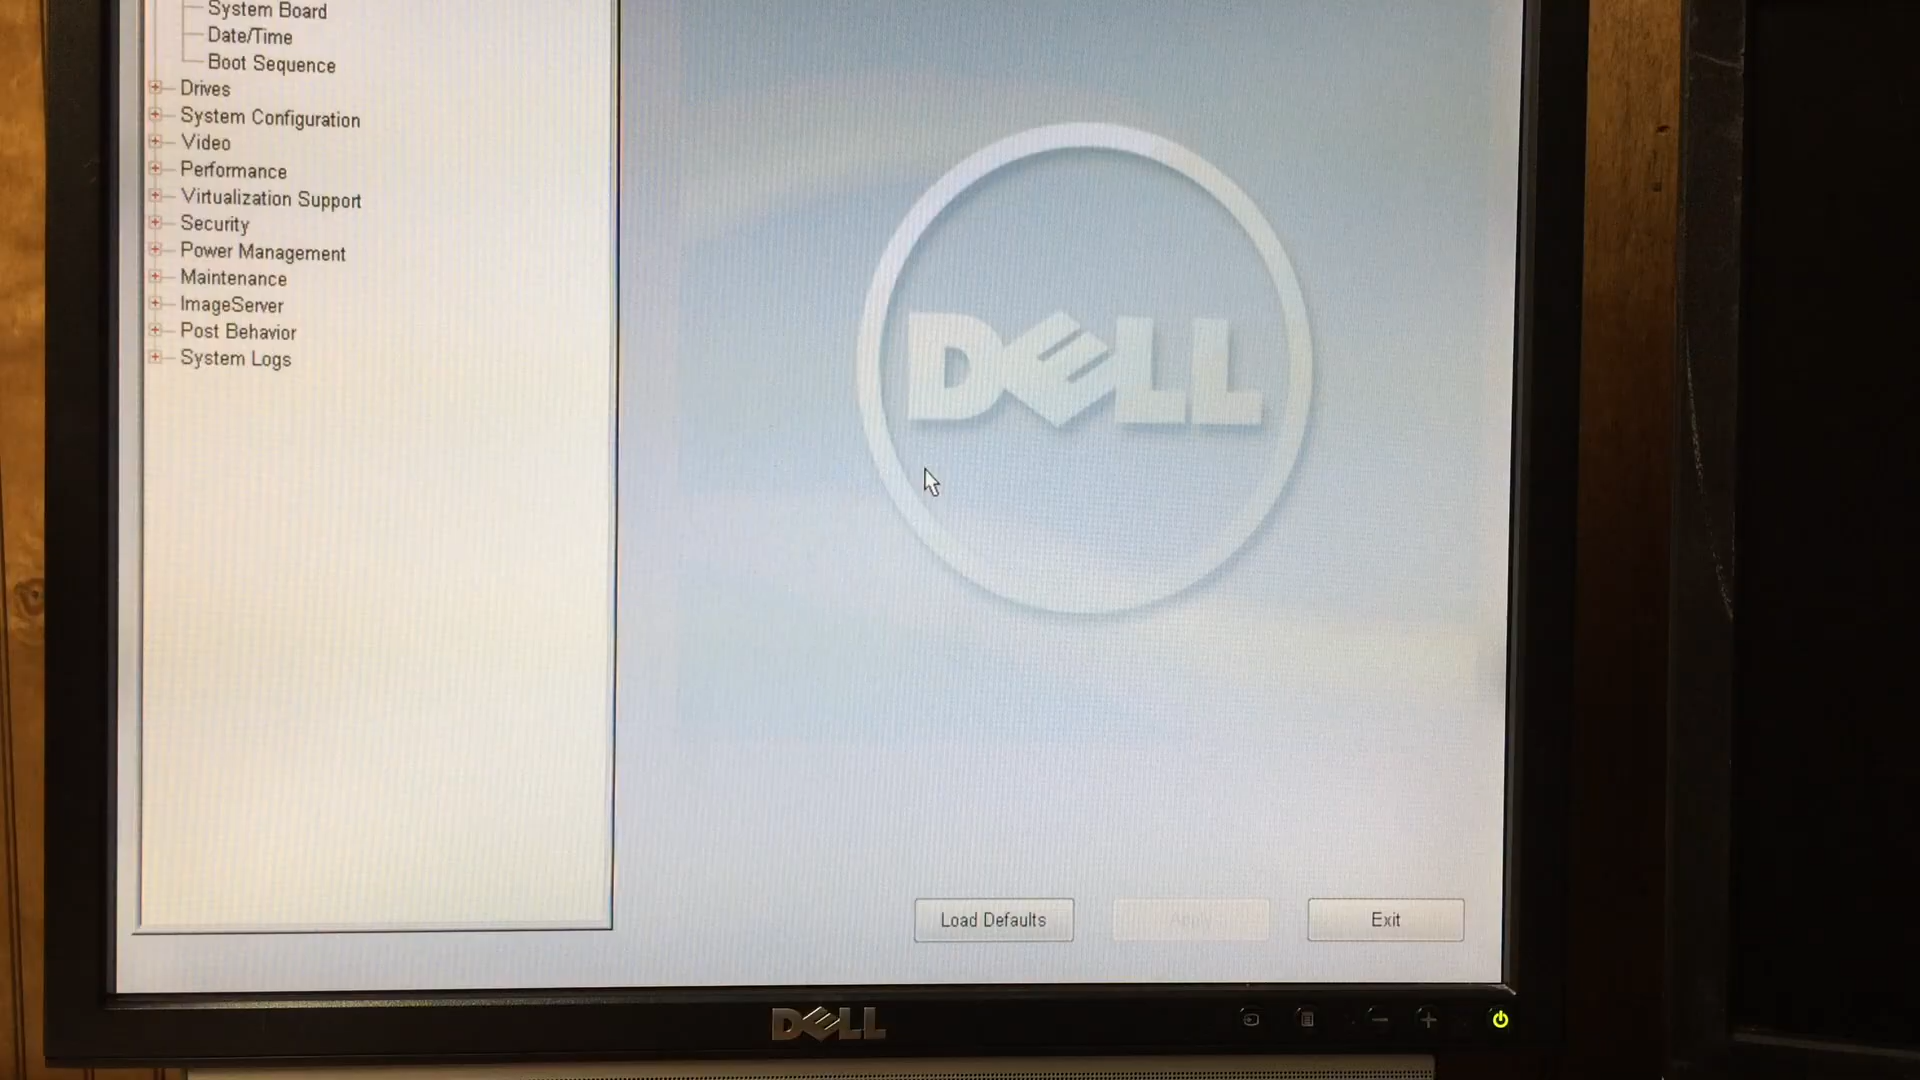 System Board
Date/Time
Boot Sequence
Drives
System Configuration
Video
Performance
Virtualization Support
Security
Power Management
Maintenance
ImageServer
Post Behavior
System Logs
DELL
Load Defaults
Apply
Exit
DELL